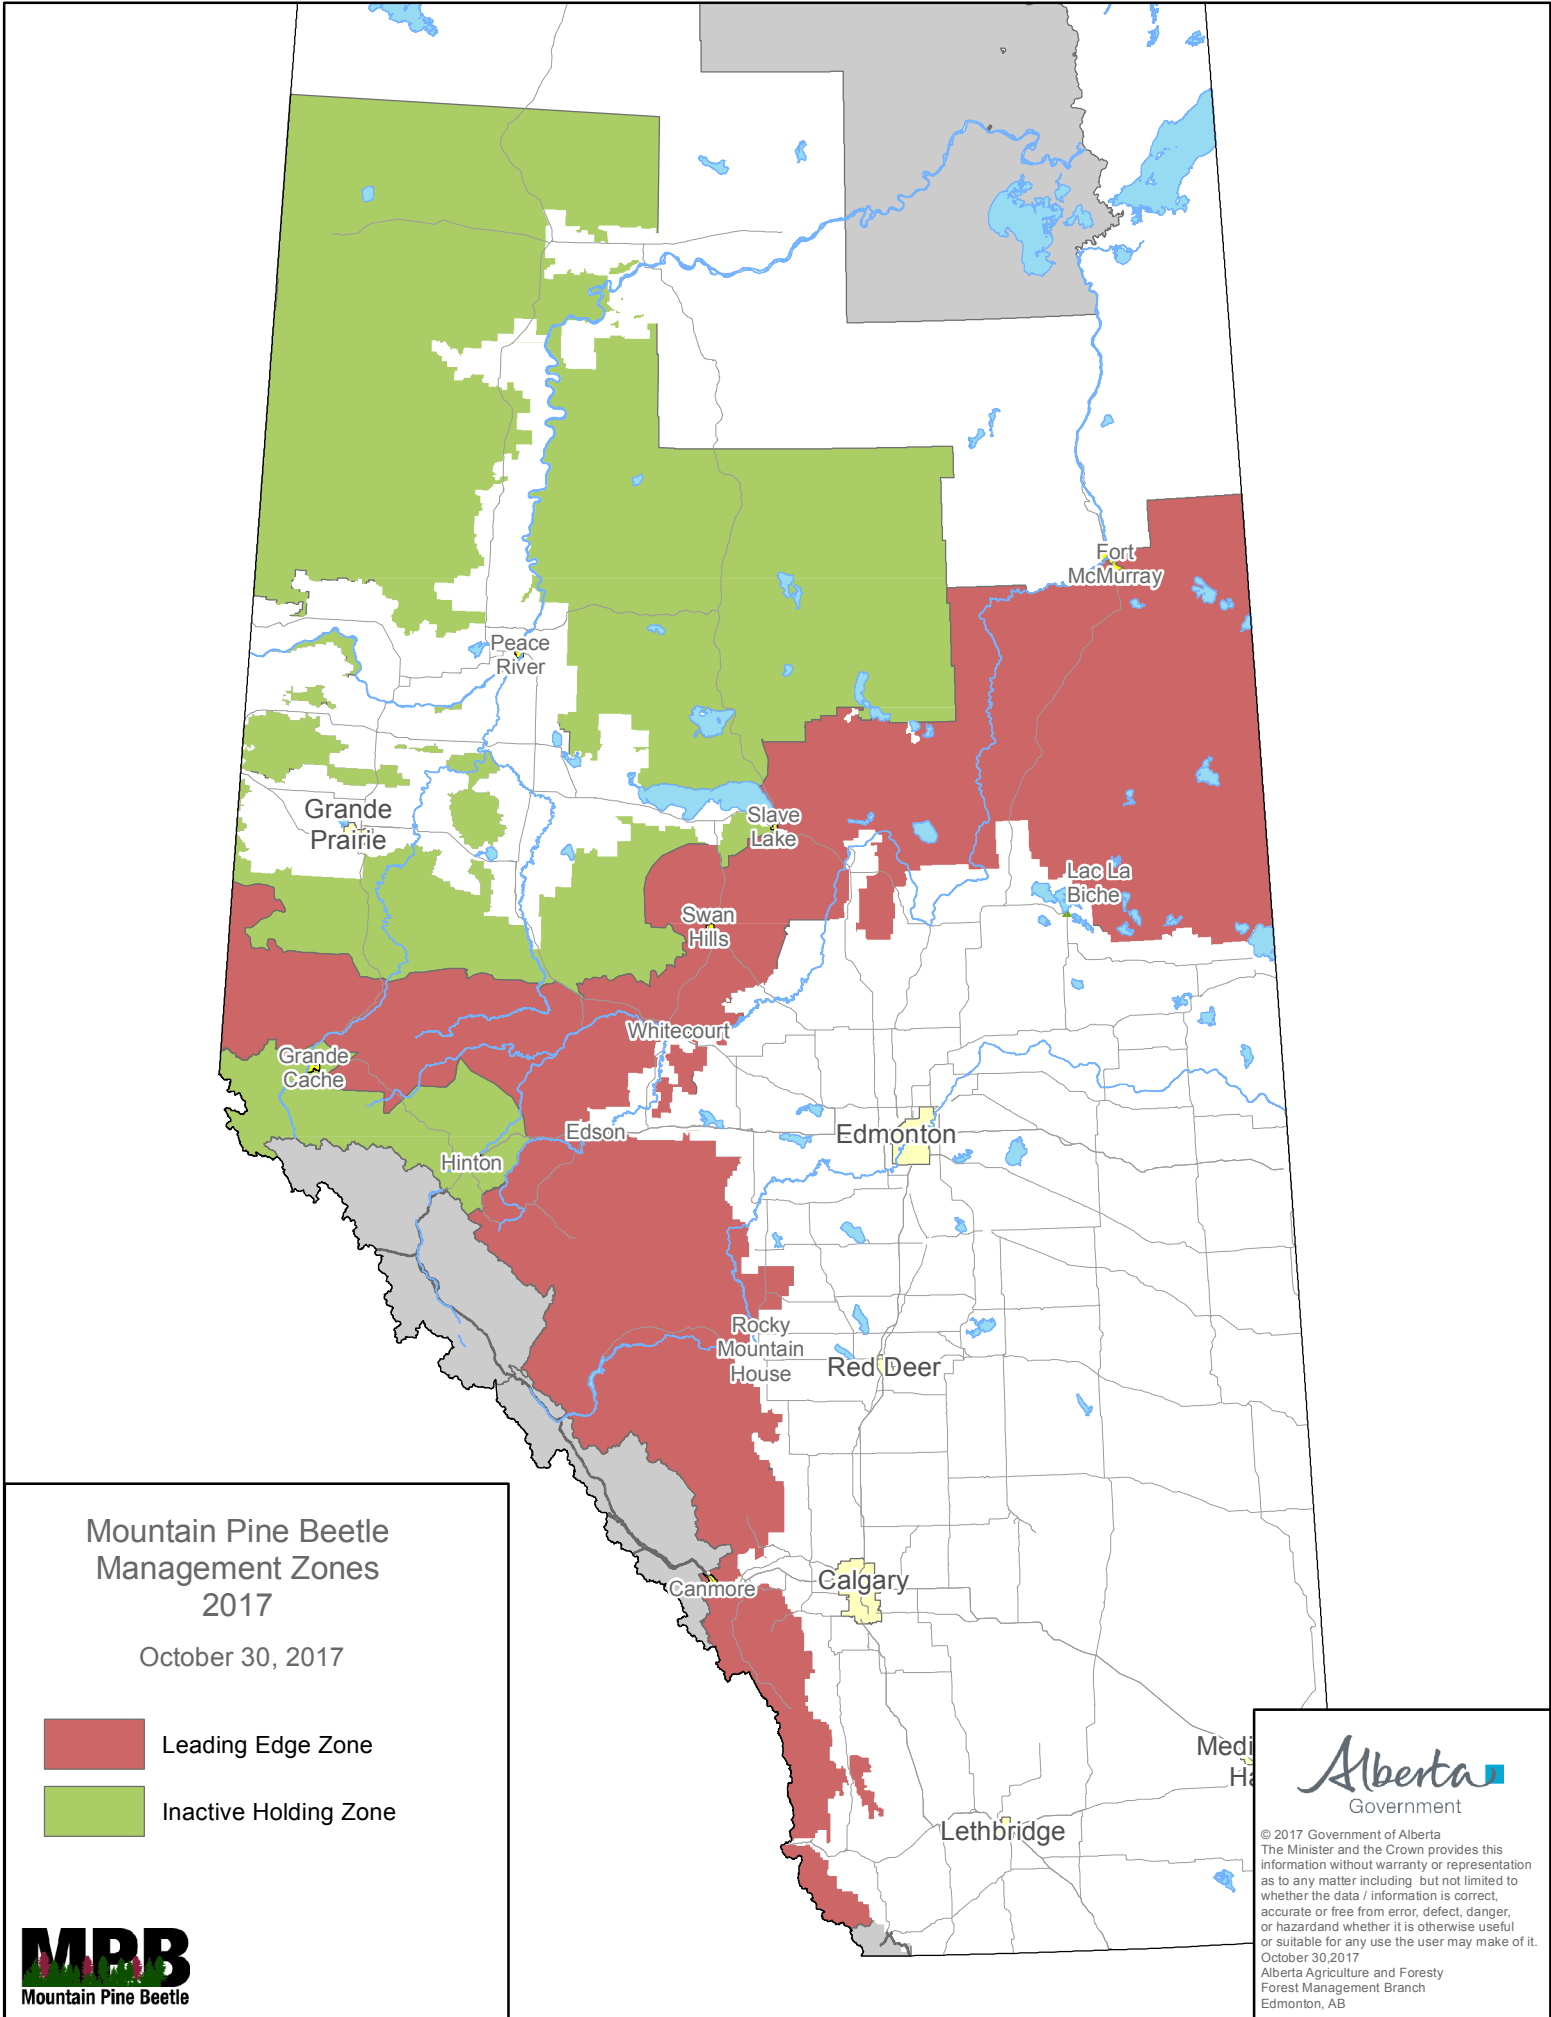 Fort
McMurray
Peace
River
Grande
Prairie
Slave
Lake
Lac La
Biche
Swan
Hills
Whitecourt
Grande
Cache
Edson
Edmonton
Hinton
Rocky
Mountain
House
Red Deer
Canmore
Calgary
Medi
Ha
Lethbridge
Mountain Pine Beetle
Management Zones
2017
October 30, 2017
Leading Edge Zone
Inactive Holding Zone
MPB
Mountain Pine Beetle
Alberta
Government
© 2017 Government of Alberta
The Minister and the Crown provides this
information without warranty or representation
as to any matter including but not limited to
whether the data / information is correct,
accurate or free from error, defect, danger,
or hazardand whether it is otherwise useful
or suitable for any use the user may make of it.
October 30,2017
Alberta Agriculture and Foresty
Forest Management Branch
Edmonton, AB